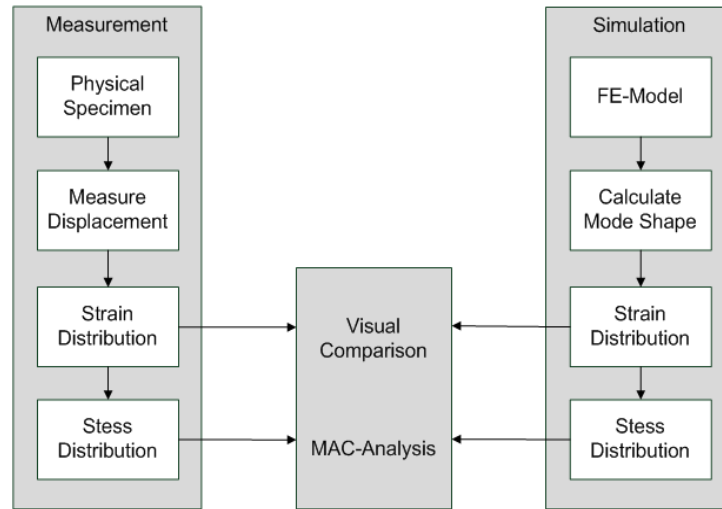 Measurement
Physical
Specimen
Measure
Displacement
Strain
Distribution
Stess
Distribution
Visual
Comparison
MAC-Analysis
Simulation
FE-Model
Calculate
Mode Shape
Strain
Distribution
Stess
Distribution